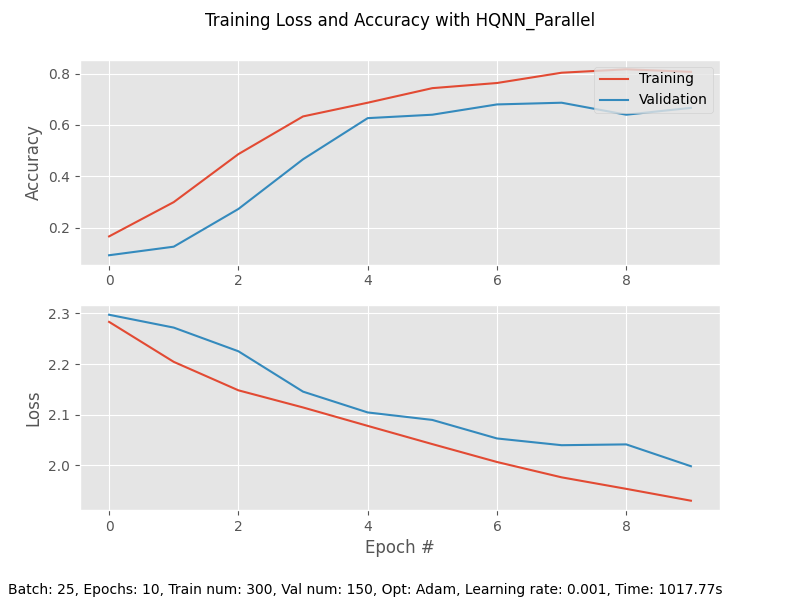 Training Loss and Accuracy with HQNN_Parallel
0.8
0.6
0.4
0.2
Accuracy
Training
Validation
0 2 4 6 8
2.3
2.2
2.1
2.0
Loss
0 2 4 6 8
Epoch #
Batch: 25, Epochs: 10, Train num: 300, Val num: 150, Opt: Adam, Learning rate: 0.001, Time: 1017.77s